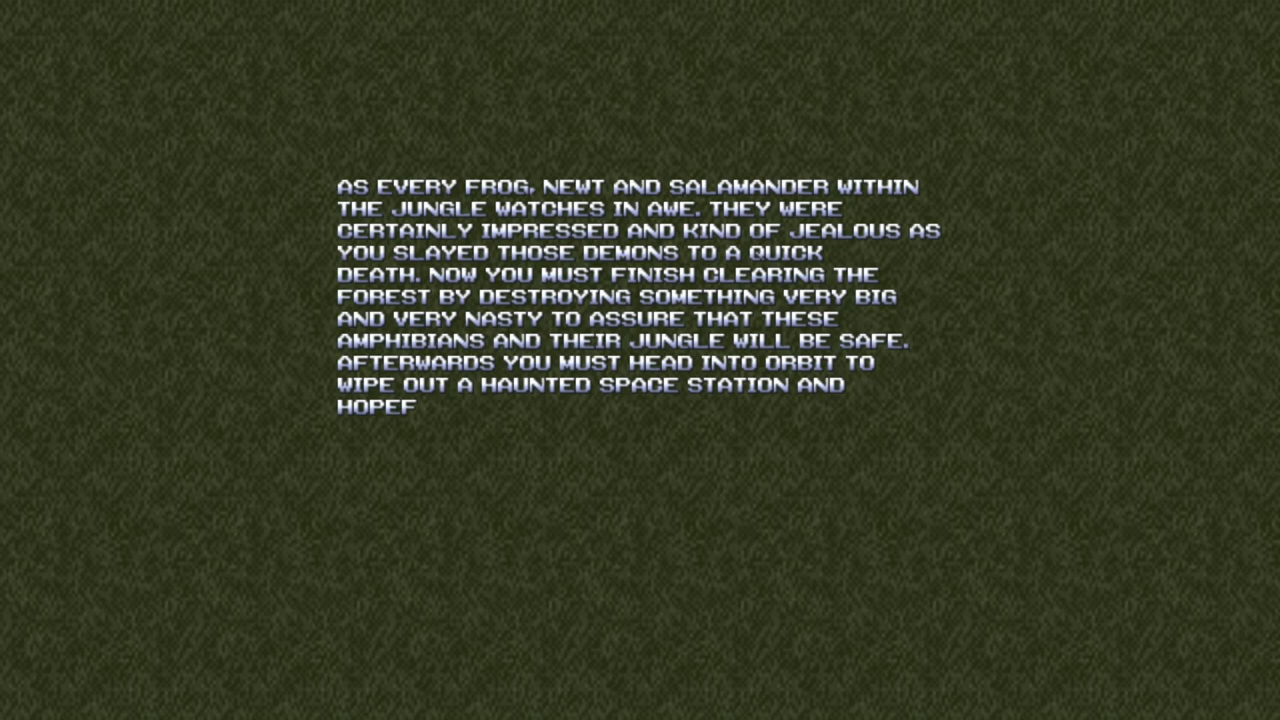 AS EVERY FROG, NEWT AND SALAMANDER WITHIN
THE JUNGLE WATCHES IN AWE. THEY WERE
CERTAINLY IMPRESSED AND KIND OF JEALOUS AS
YOU SLAYED THOSE DEMONS TO A QUICK
DEATH. NOW YOU MUST FINISH CLEARING THE
FOREST BY DESTROYING SOMETHING VERY BIG
AND VERY NASTY TO ASSURE THAT THESE
AMPHIBIANS AND THEIR JUNGLE WILL BE SAFE.
AFTERWARDS YOU MUST HEAD INTO ORBIT TO
WIPE OUT A HAUNTED SPACE STATION AND
HOPEF